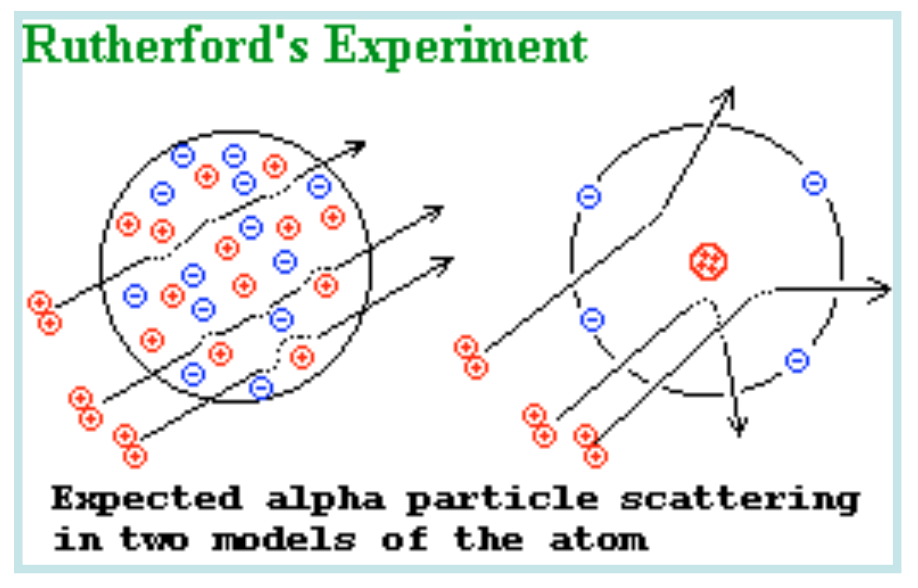 Rutherford's Experiment
Expected alpha particle scattering
in two models of the atom